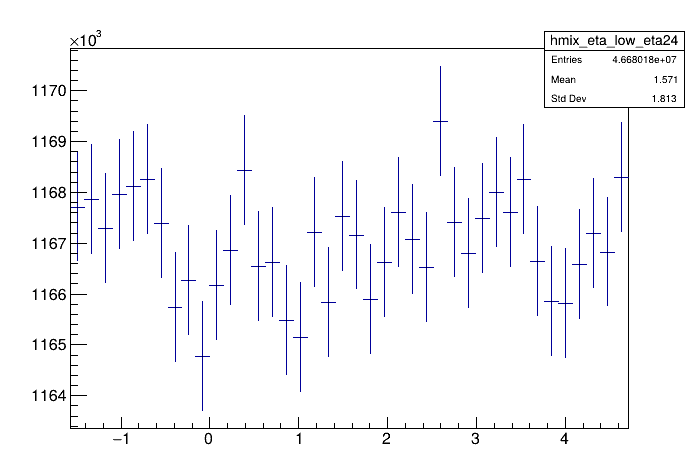 ×10³
hmix_eta_low_eta24
Entries 4.668018e+07
Mean 1.571
Std Dev 1.813
1170
1169
1168
1167
1166
1165
1164
−1 0 1 2 3 4